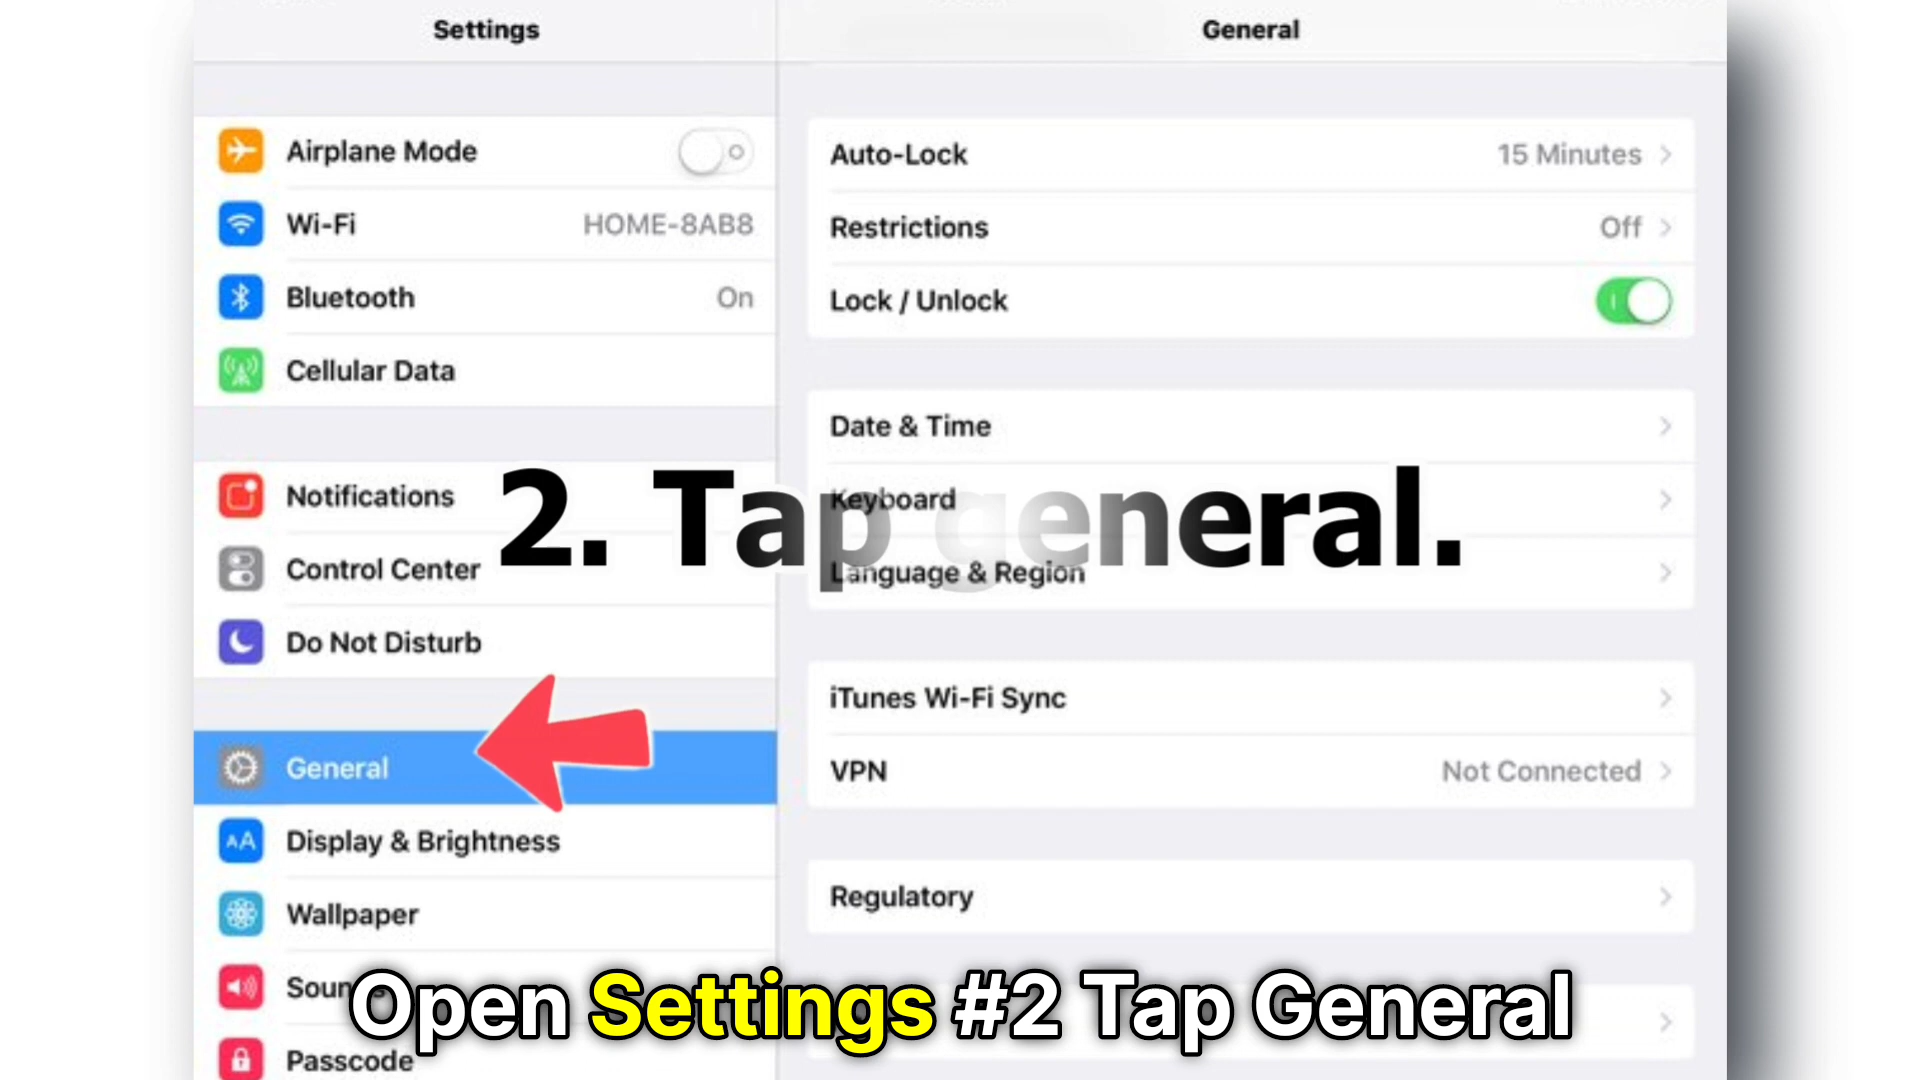 Settings
General
Airplane Mode
Wi-Fi HOME-8AB8
Bluetooth On
Cellular Data
Notifications
Control Center
Do Not Disturb
General
AA Display & Brightness
Wallpaper
Soun
Passcode
Auto-Lock 15 Minutes
Restrictions Off
Lock / Unlock
Date & Time
Keyboard
Language & Region
iTunes Wi-Fi Sync
VPN Not Connected
Regulatory
2. Tap general.
Open Settings #2 Tap General